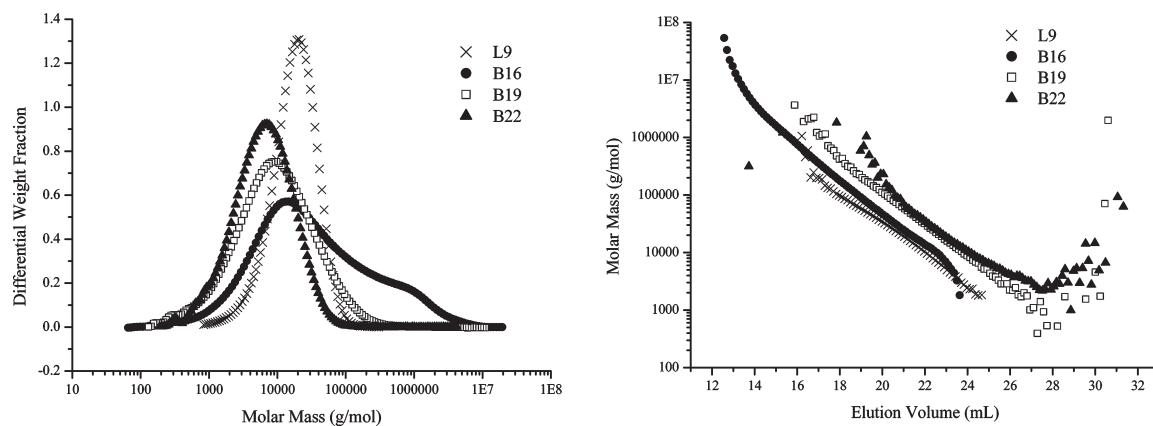 1.4
1.2
1.0
0.8
0.6
0.4
0.2
0.0
-0.2
Differential Weight Fraction
10 100 1000 10000 100000 1000000 1E7 1E8
Molar Mass (g/mol)
L9
B16
B19
B22
1E8
1E7
1000000
100000
10000
1000
100
Molar Mass (g/mol)
12 14 16 18 20 22 24 26 28 30 32
Elution Volume (mL)
L9
B16
B19
B22